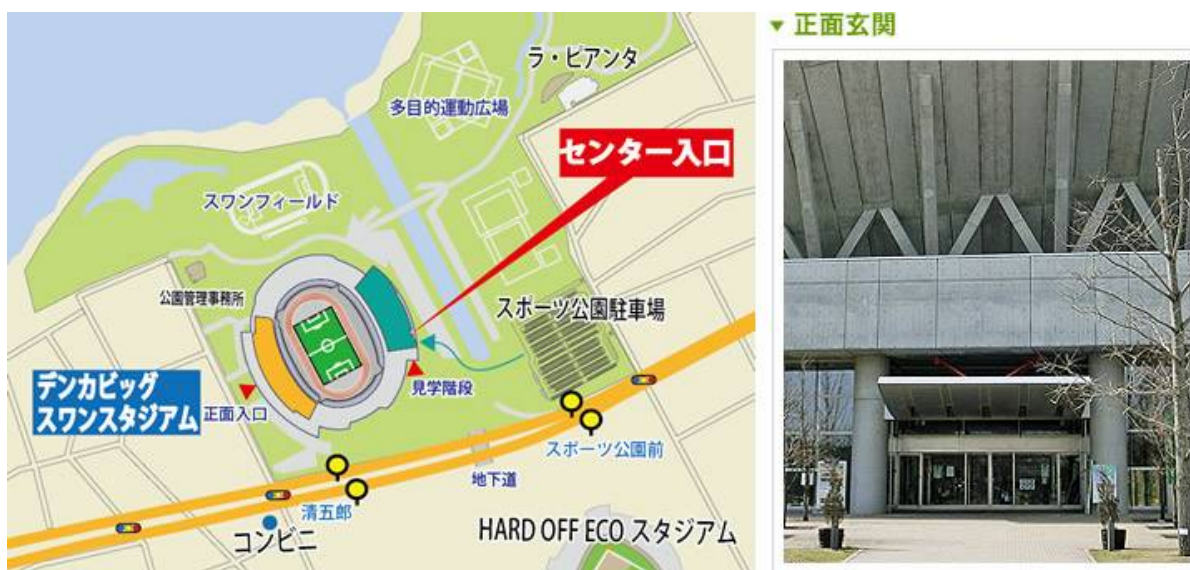 ラ・ビアンタ
多目的運動広場
センター入口
スワンフィールド
公園管理事務所
スポーツ公園駐車場
デンカビッグ
スワンスタジアム
正面入口
見学階段
スポーツ公園前
地下道
清五郎
コンビニ
HARD OFF ECO スタジアム
▼ 正面玄関